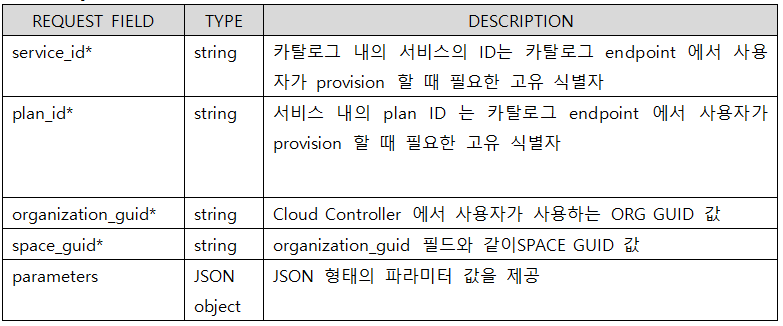 REQUEST FIELD TYPE DESCRIPTION
service_id* string 카탈로그 내의 서비스의 ID는 카탈로그 endpoint 에서 사용
자가 provision 할 때 필요한 고유 식별자
plan_id* string 서비스 내의 plan ID 는 카탈로그 endpoint 에서 사용자가
provision 할 때 필요한 고유 식별자
organization_guid* string Cloud Controller 에서 사용자가 사용하는 ORG GUID 값
space_guid* string organization_guid 필드와 같이SPACE GUID 값
parameters JSON JSON 형태의 파라미터 값을 제공
object